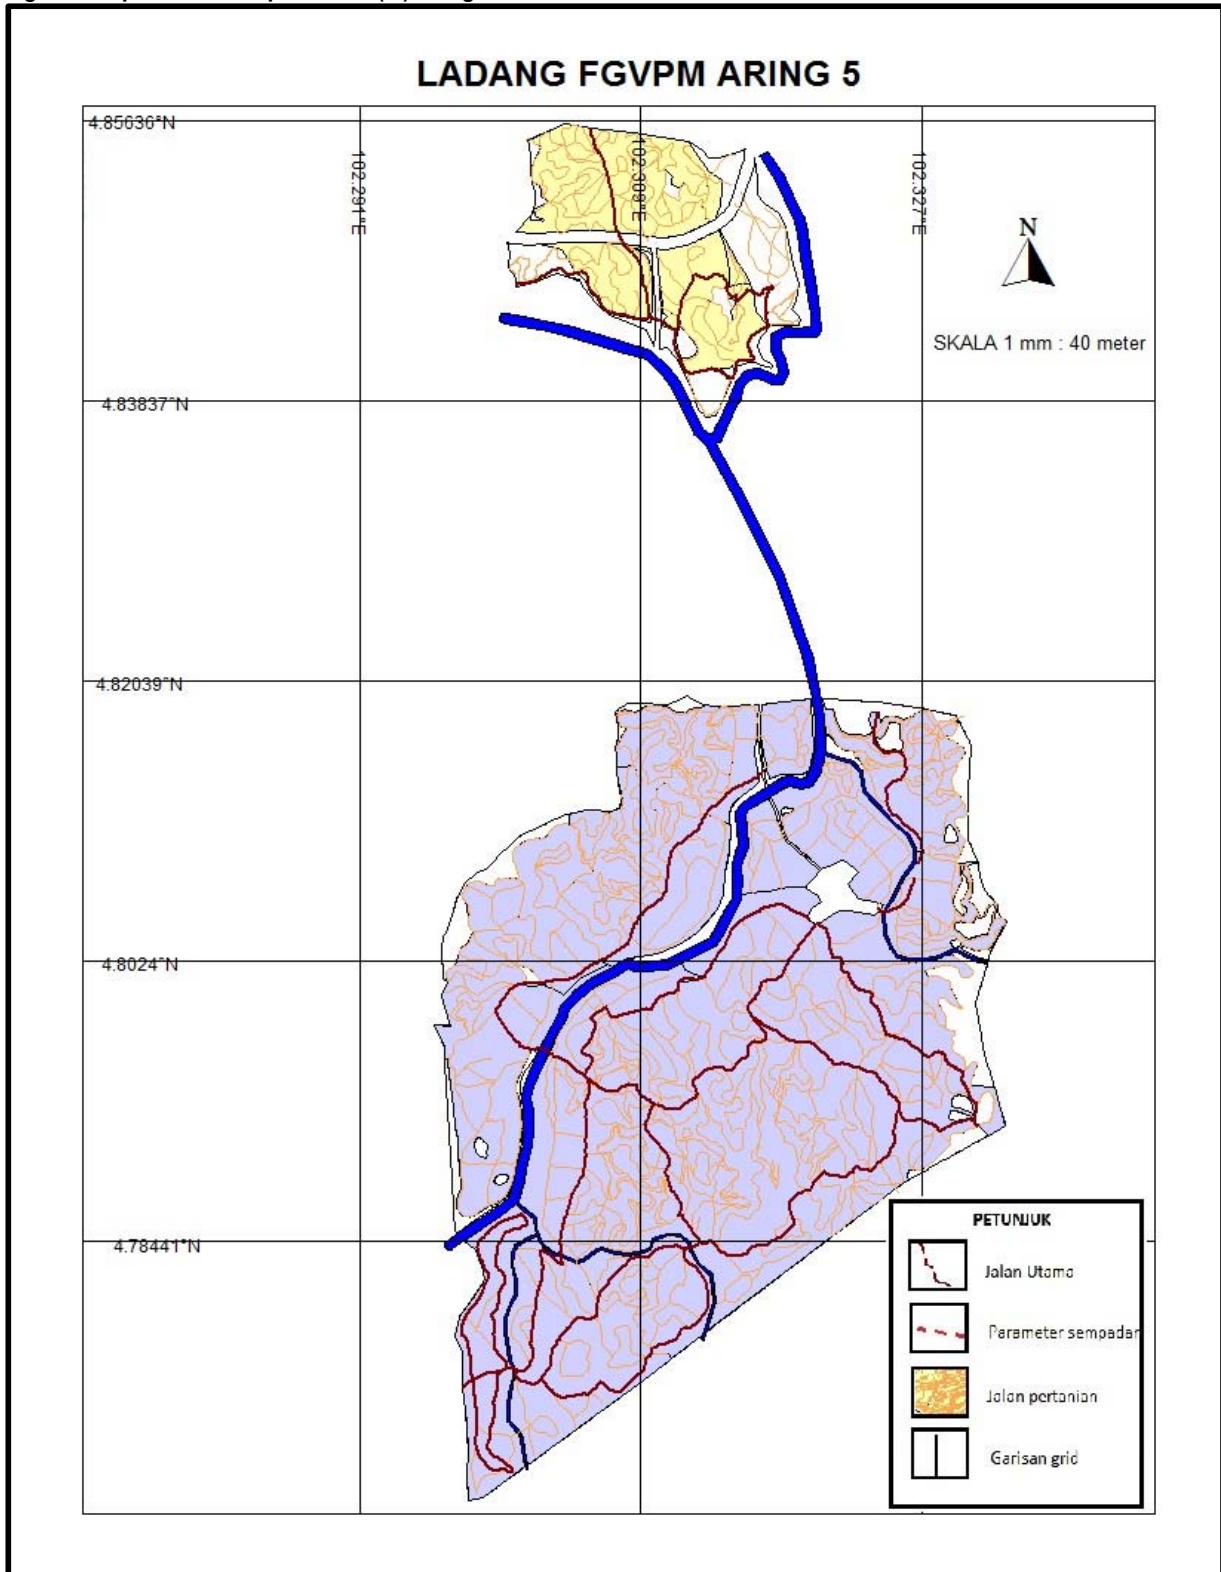 LADANG FGVPM ARING 5
4.85636°N
102.291°E
102.309°E
102.327°E
N
SKALA 1 mm : 40 meter
4.83837°N
4.82039°N
4.8024°N
4.78441°N
PETUNJUK
Jalan Utama
Parameter sempadan
Jalan pertanian
Garisan grid